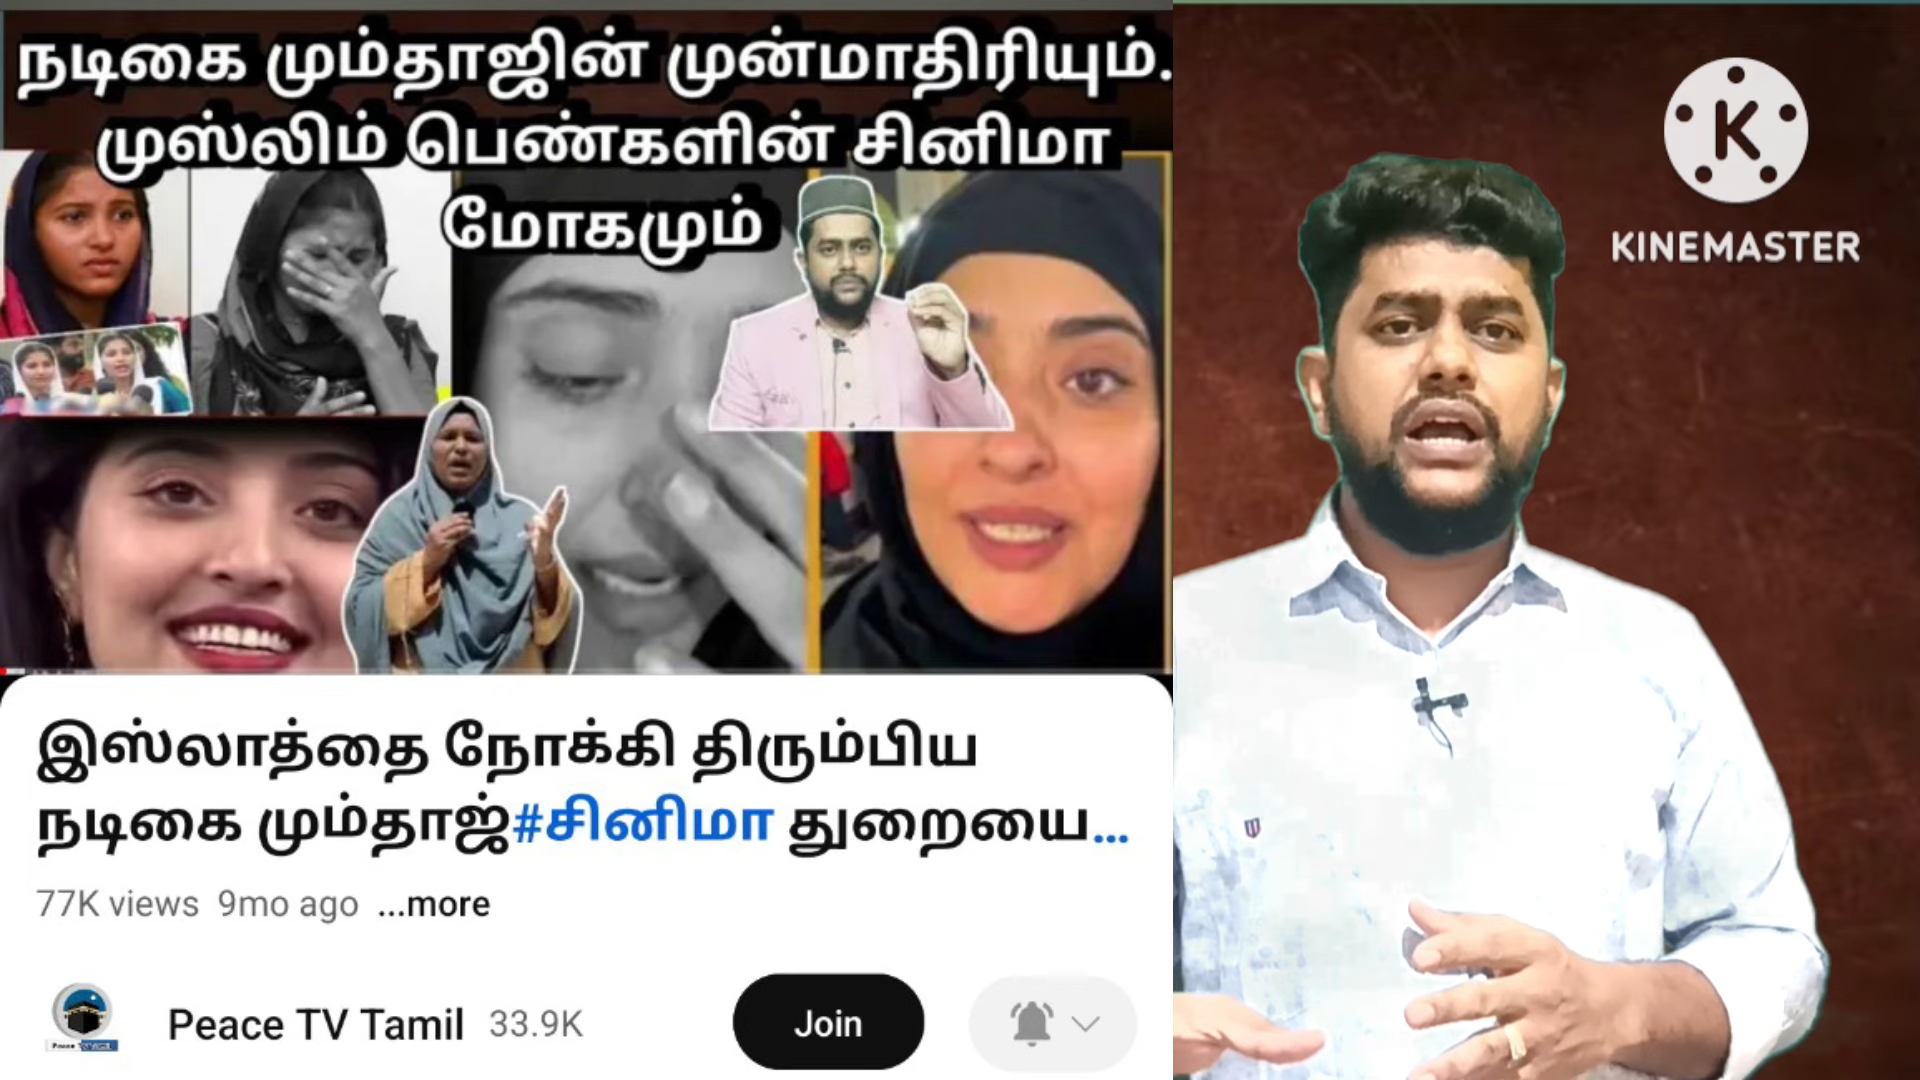 நடிகை மும்தாஜின் முன்மாதிரியும்.
முஸ்லிம் பெண்களின் சினிமா
மோகமும்
K
KINEMASTER
இஸ்லாத்தை நோக்கி திரும்பிய
நடிகை மும்தாஜ்#சினிமா துறையை...
77K views 9mo ago ...more
Peace TV Tamil 33.9K
Join